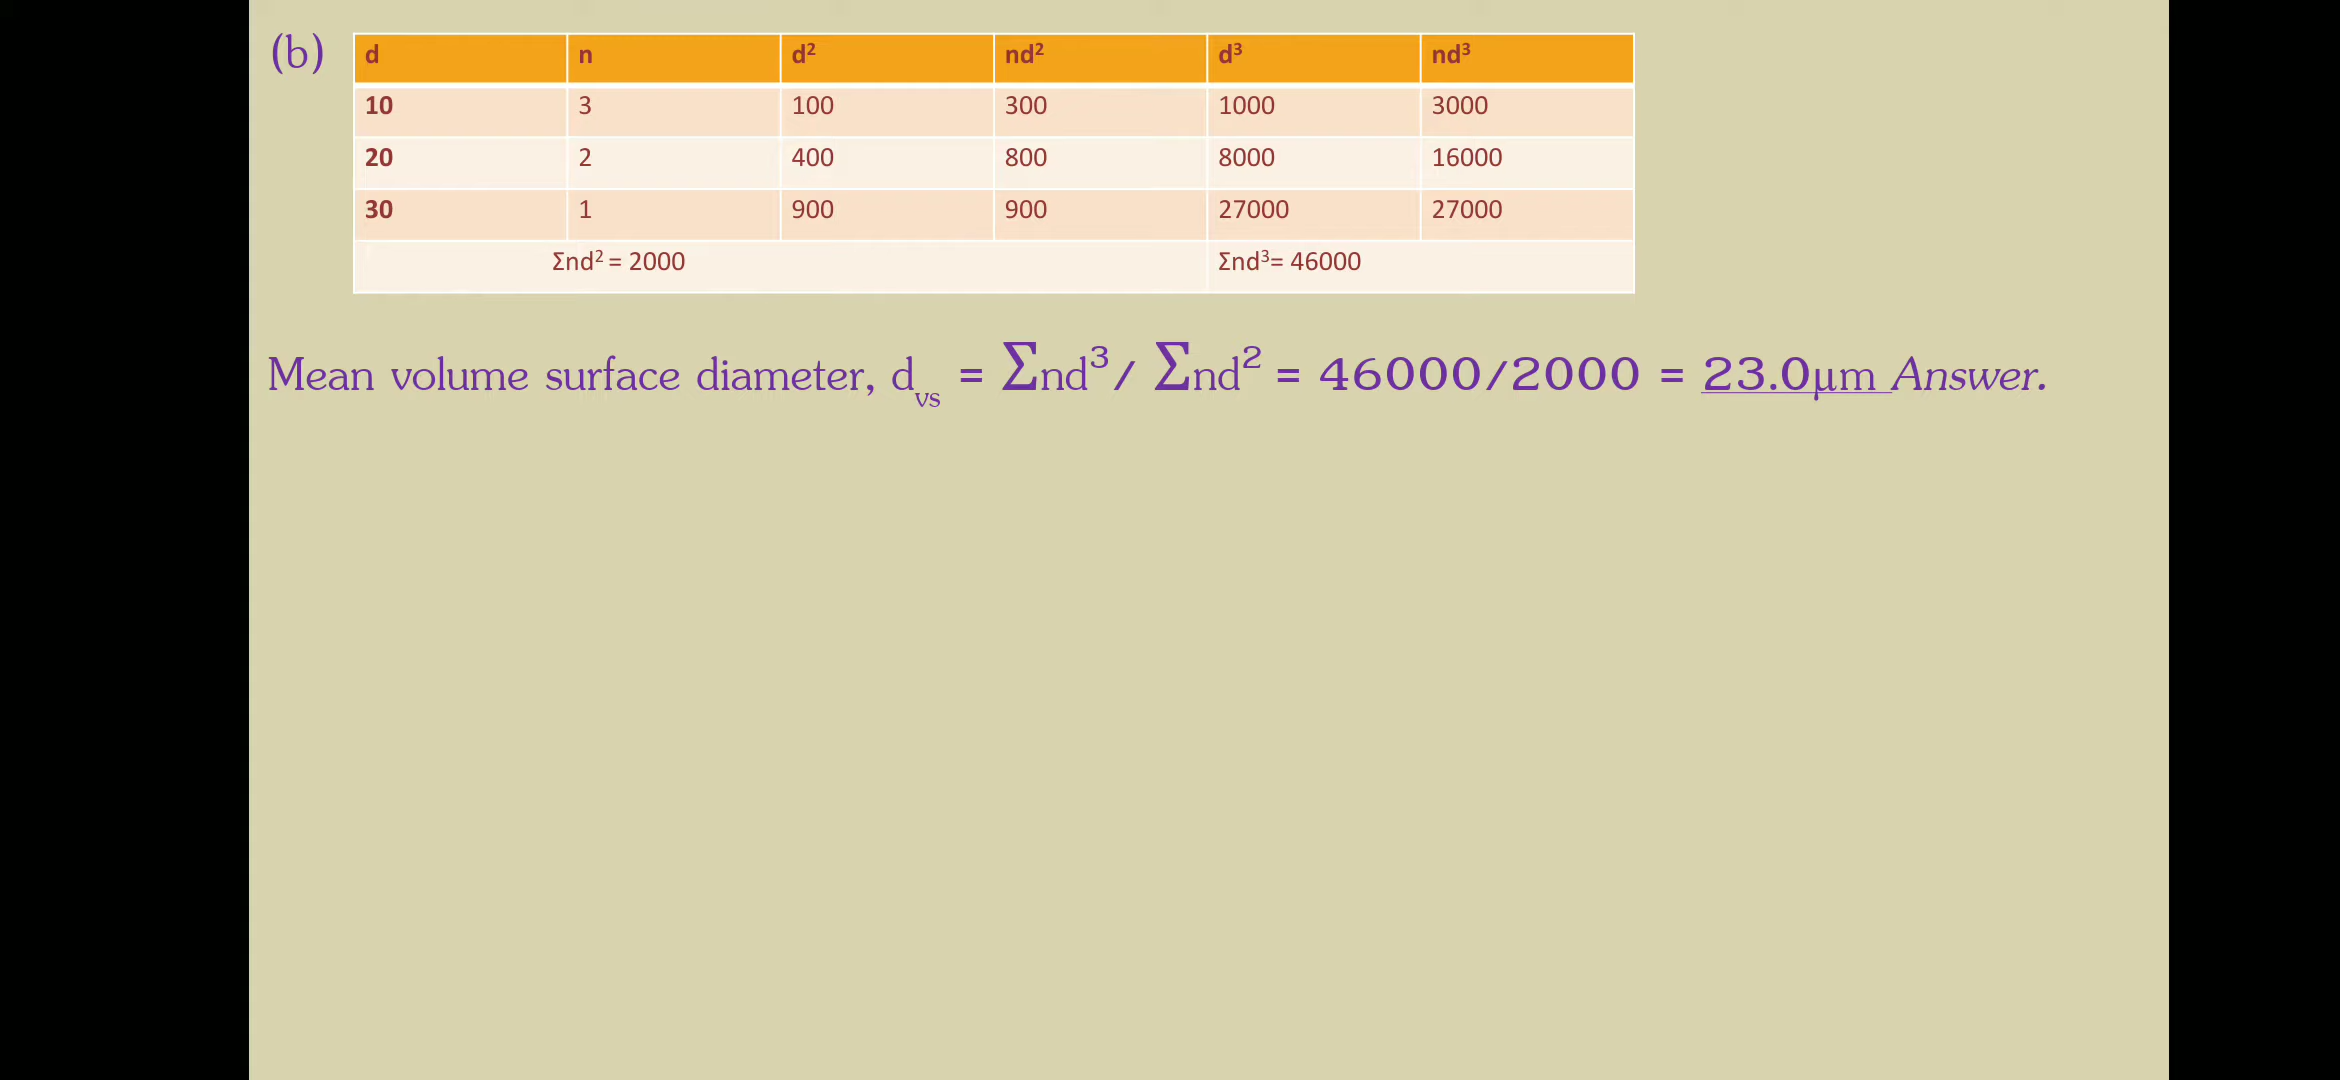 (b)
d n d² nd² d³ nd³
10 3 100 300 1000 3000
20 2 400 800 8000 16000
30 1 900 900 27000 27000
Σnd² = 2000 Σnd³= 46000
Mean volume surface diameter, dvs = Σnd³/ Σnd² = 46000/2000 = 23.0µm Answer.